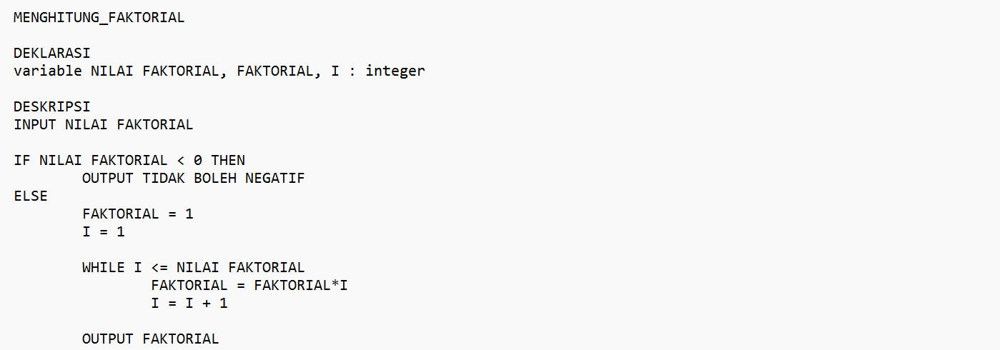 MENGHITUNG_FAKTORIAL
DEKLARASI
variable NILAI FAKTORIAL, FAKTORIAL, I : integer
DESKRIPSI
INPUT NILAI FAKTORIAL
IF NILAI FAKTORIAL < 0 THEN
OUTPUT TIDAK BOLEH NEGATIF
ELSE
FAKTORIAL = 1
I = 1
WHILE I <= NILAI FAKTORIAL
FAKTORIAL = FAKTORIAL*I
I = I + 1
OUTPUT FAKTORIAL